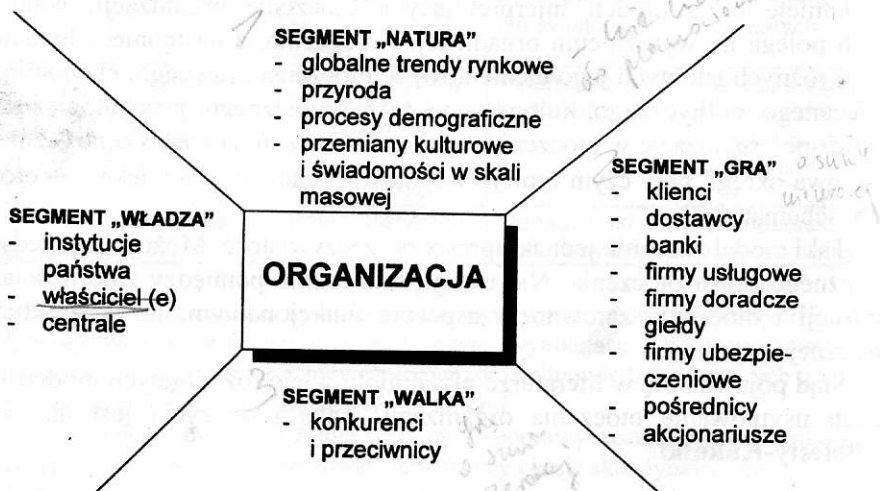 SEGMENT „NATURA”
- globalne trendy rynkowe
- przyroda
- procesy demograficzne
- przemiany kulturowe
i świadomości w skali
masowej
SEGMENT „WŁADZA”
- instytucje
państwa
- właściciel (e)
- centrale
ORGANIZACJA
SEGMENT „GRA”
- klienci
- dostawcy
- banki
- firmy usługowe
- firmy doradcze
- giełdy
- firmy ubezpie-
czeniowe
- pośrednicy
- akcjonariusze
3
SEGMENT „WALKA”
- konkurenci
i przeciwnicy